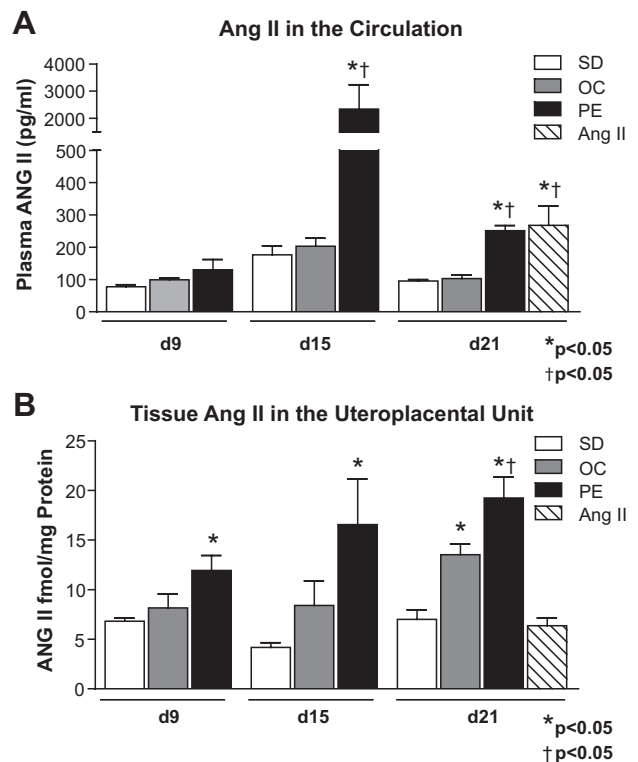 A
Ang II in the Circulation
Plasma ANG II (pg/ml)
4000
3000
2000
500
400
300
200
100
0
*†
*†
*†
SD
OC
PE
Ang II
d9
d15
d21
*p<0.05
†p<0.05
B
Tissue Ang II in the Uteroplacental Unit
ANG II fmol/mg Protein
25
20
15
10
5
0
*
*
*
*†
SD
OC
PE
Ang II
d9
d15
d21
*p<0.05
†p<0.05